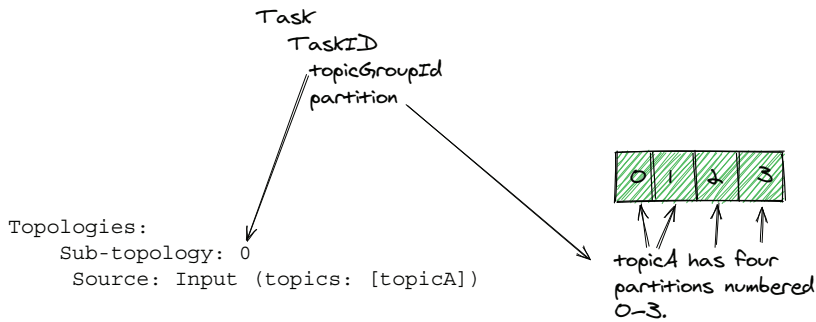 Task
TaskID
topicGroupId
partition
0 1 2 3
Topologies:
Sub-topology: 0
Source: Input (topics: [topicA])
topicA has four
partitions numbered
0-3.